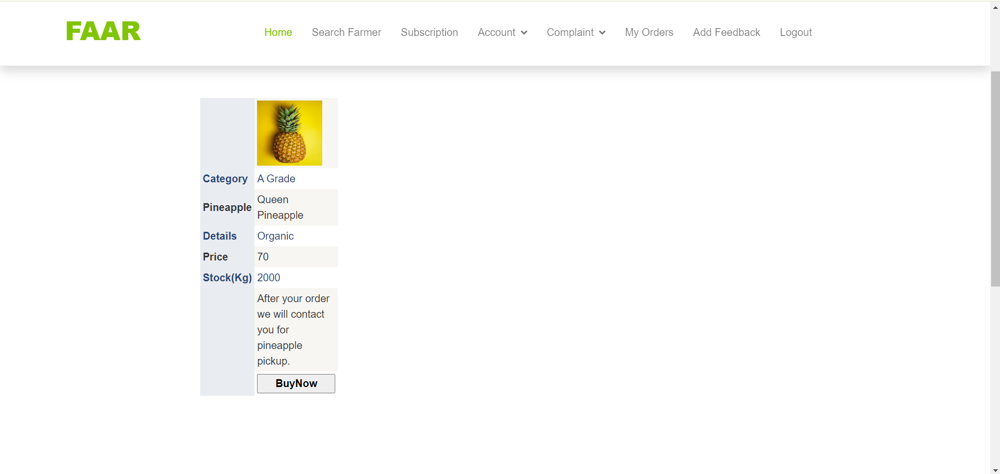 FAAR
Home Search Farmer Subscription Account Complaint My Orders Add Feedback Logout
Category A Grade
Pineapple Queen
Pineapple
Details Organic
Price 70
Stock(Kg) 2000
After your order
we will contact
you for
pineapple
pickup.
BuyNow